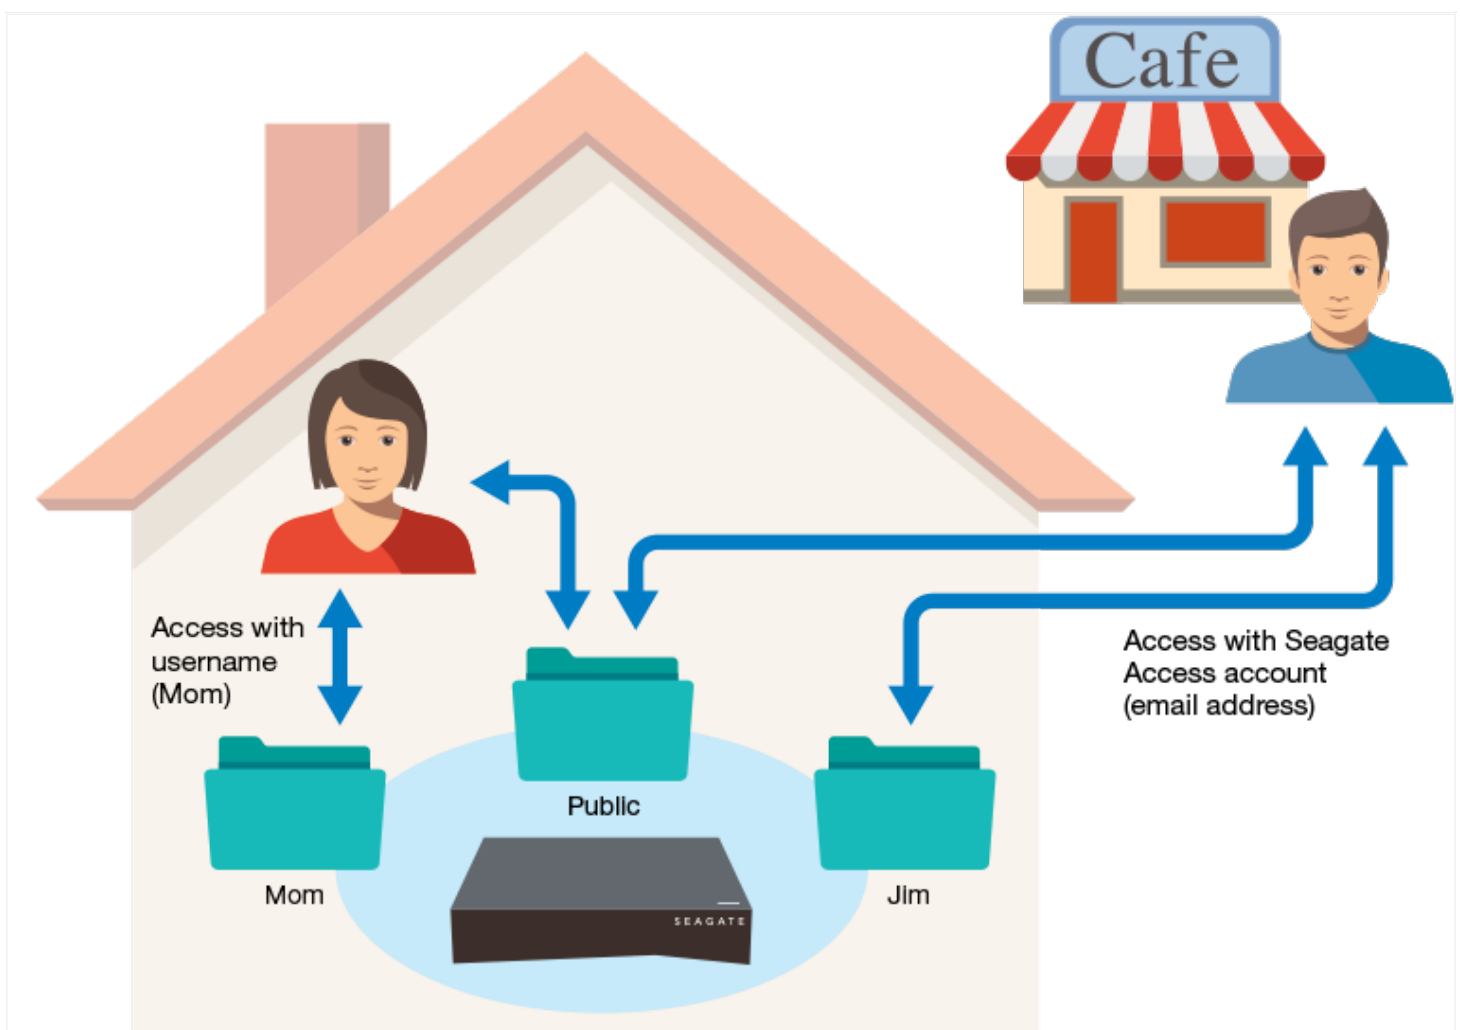 Cafe
Access with
username
(Mom)
Access with Seagate
Access account
(email address)
Public
Mom
Jim
SEAGATE